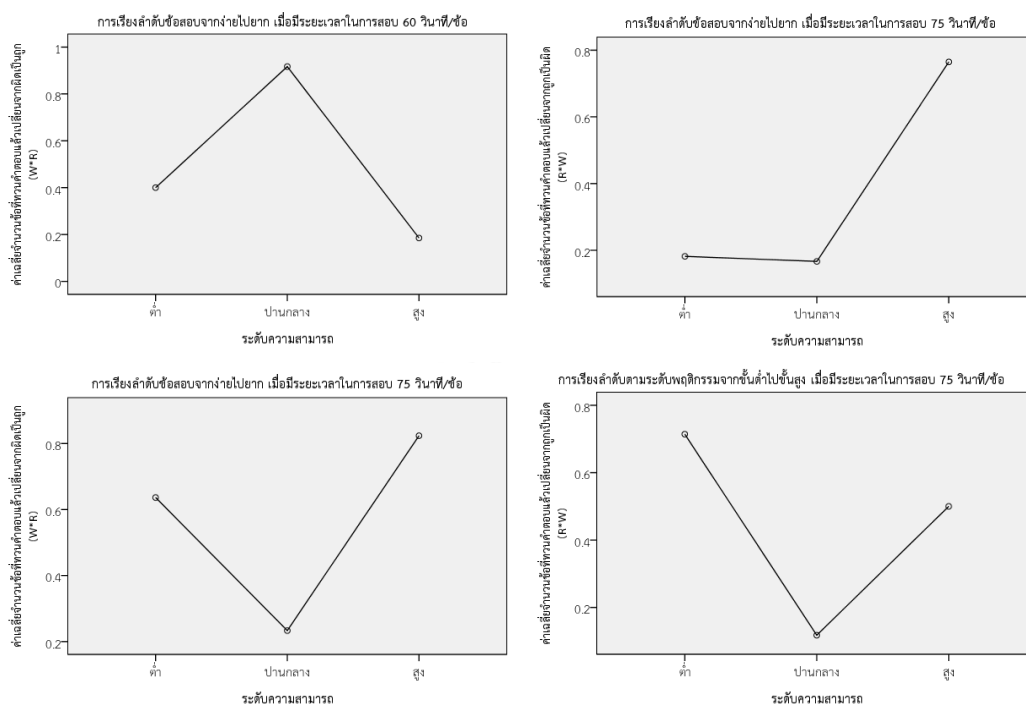 การเรียงลำดับข้อสอบจากง่ายไปยาก เมื่อมีระยะเวลาในการสอบ 60 วินาที/ข้อ
ค่าเฉลี่ยจำนวนข้อที่ทวนคำตอบแล้วเปลี่ยนจากผิดเป็นถูก
(W*R)
1
0.8
0.6
0.4
0.2
0
ต่ำ ปานกลาง สูง
ระดับความสามารถ
การเรียงลำดับข้อสอบจากง่ายไปยาก เมื่อมีระยะเวลาในการสอบ 75 วินาที/ข้อ
ค่าเฉลี่ยจำนวนข้อที่ทวนคำตอบแล้วเปลี่ยนจากถูกเป็นผิด
(R*W)
0.8
0.6
0.4
0.2
ต่ำ ปานกลาง สูง
ระดับความสามารถ
การเรียงลำดับข้อสอบจากง่ายไปยาก เมื่อมีระยะเวลาในการสอบ 75 วินาที/ข้อ
ค่าเฉลี่ยจำนวนข้อที่ทวนคำตอบแล้วเปลี่ยนจากผิดเป็นถูก
(W*R)
0.8
0.6
0.4
0.2
ต่ำ ปานกลาง สูง
ระดับความสามารถ
การเรียงลำดับตามระดับพฤติกรรมจากขั้นต่ำไปขั้นสูง เมื่อมีระยะเวลาในการสอบ 75 วินาที/ข้อ
ค่าเฉลี่ยจำนวนข้อที่ทวนคำตอบแล้วเปลี่ยนจากถูกเป็นผิด
(R*W)
0.8
0.6
0.4
0.2
ต่ำ ปานกลาง สูง
ระดับความสามารถ